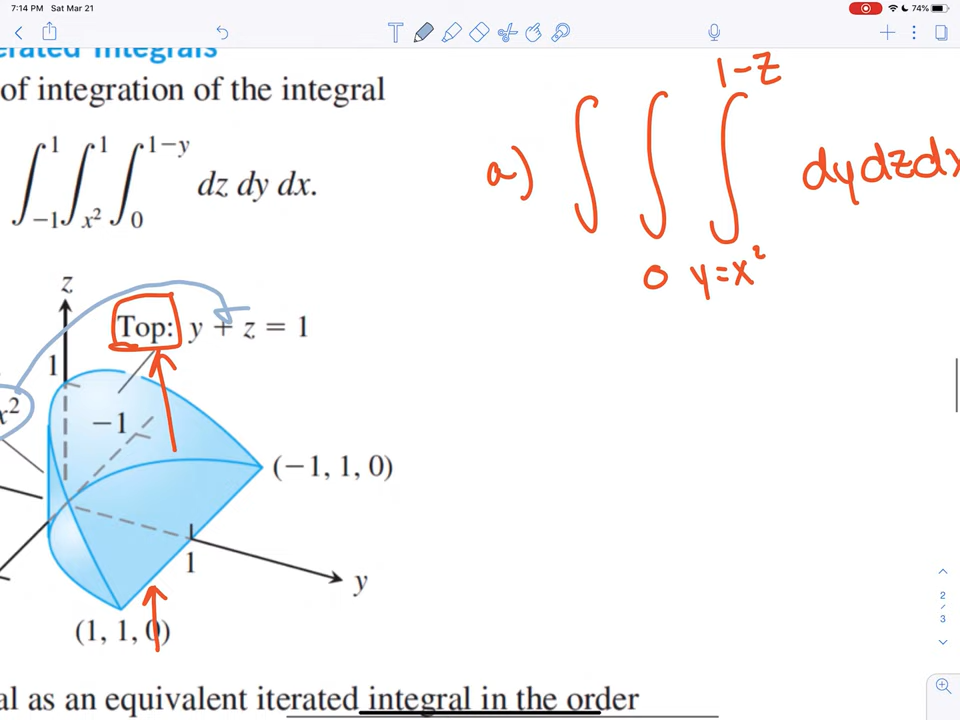 7:14 PM Sat Mar 21 74%
erated Integrals
of integration of the integral
∫_{-1}^{1} ∫_{x²}^{1} ∫_{0}^{1−y} dz dy dx.
a) ∫ ∫_{0} ∫_{y=x²}^{1-z} dydzdx
z
Top: y + z = 1
1
x²
−1
(−1, 1, 0)
1
y
(1, 1, 0)
2
/
3
al as an equivalent iterated integral in the order